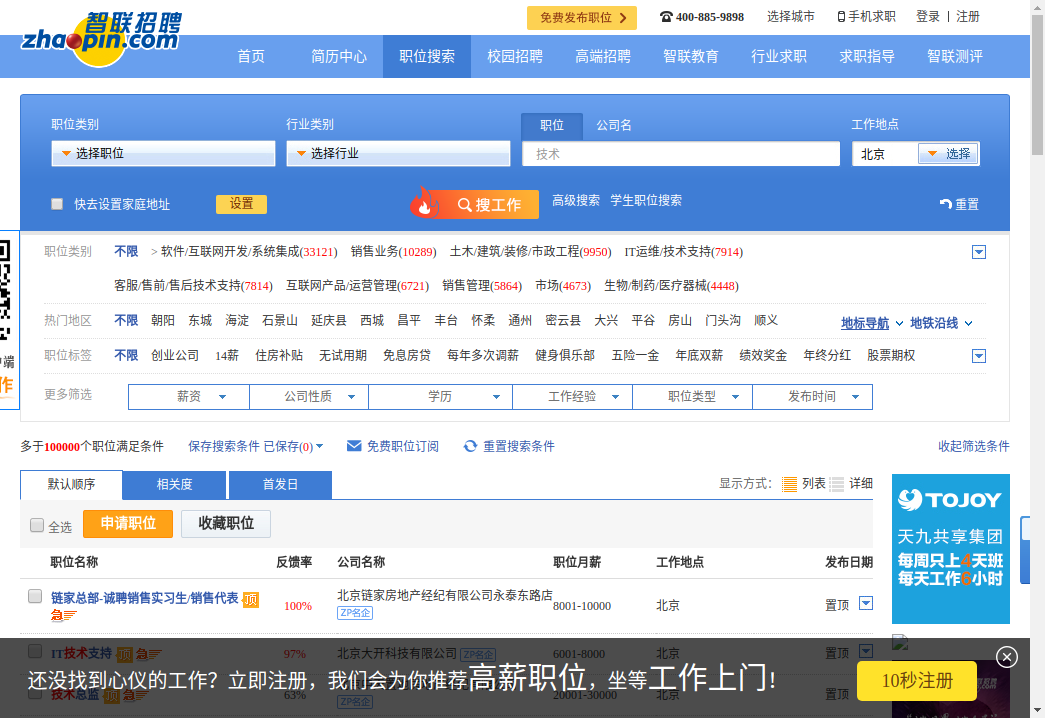 免费发布职位 400-885-9898 选择城市 手机求职 登录 | 注册
智联招聘
zhaopin.com
首页 简历中心 职位搜索 校园招聘 高端招聘 智联教育 行业求职 求职指导 智联测评
职位类别 行业类别 职位 公司名 工作地点
选择职位 选择行业 技术 北京 选择
快去设置家庭地址 设置 搜工作 高级搜索 学生职位搜索 重置
职位类别 不限 > 软件/互联网开发/系统集成(33121) 销售业务(10289) 土木/建筑/装修/市政工程(9950) IT运维/技术支持(7914)
客服/售前/售后技术支持(7814) 互联网产品/运营管理(6721) 销售管理(5864) 市场(4673) 生物/制药/医疗器械(4448)
热门地区 不限 朝阳 东城 海淀 石景山 延庆县 西城 昌平 丰台 怀柔 通州 密云县 大兴 平谷 房山 门头沟 顺义 地标导航 地铁沿线
职位标签 不限 创业公司 14薪 住房补贴 无试用期 免息房贷 每年多次调薪 健身俱乐部 五险一金 年底双薪 绩效奖金 年终分红 股票期权
端
作
更多筛选 薪资 公司性质 学历 工作经验 职位类型 发布时间
多于100000个职位满足条件 保存搜索条件 已保存(0) 免费职位订阅 重置搜索条件 收起筛选条件
默认顺序 相关度 首发日 显示方式： 列表 详细
全选 申请职位 收藏职位
职位名称 反馈率 公司名称 职位月薪 工作地点 发布日期
链家总部-诚聘销售实习生/销售代表 顶 急 100% 北京链家房地产经纪有限公司永泰东路店 ZP名企 8001-10000 北京 置顶
IT技术支持 顶 急 97% 北京大开科技有限公司 ZP名企 6001-8000 北京 置顶
技术总监 顶 急 63% ZP名企 20001-30000 北京 置顶
TOJOY
天九共享集团
每周只上4天班
每天工作6小时
还没找到心仪的工作？立即注册，我们会为你推荐高薪职位，坐等工作上门！ 10秒注册